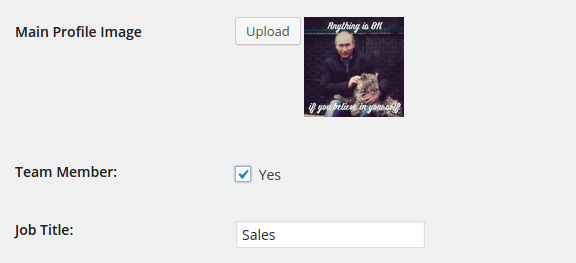 Main Profile Image
Upload
Anything is OK
if you believe in yourself.
Team Member:
Yes
Job Title:
Sales